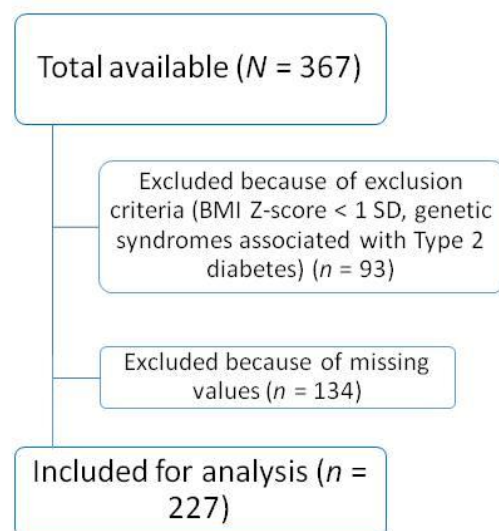 Total available (N = 367)
Excluded because of exclusion
criteria (BMI Z-score < 1 SD, genetic
syndromes associated with Type 2
diabetes) (n = 93)
Excluded because of missing
values (n = 134)
Included for analysis (n =
227)